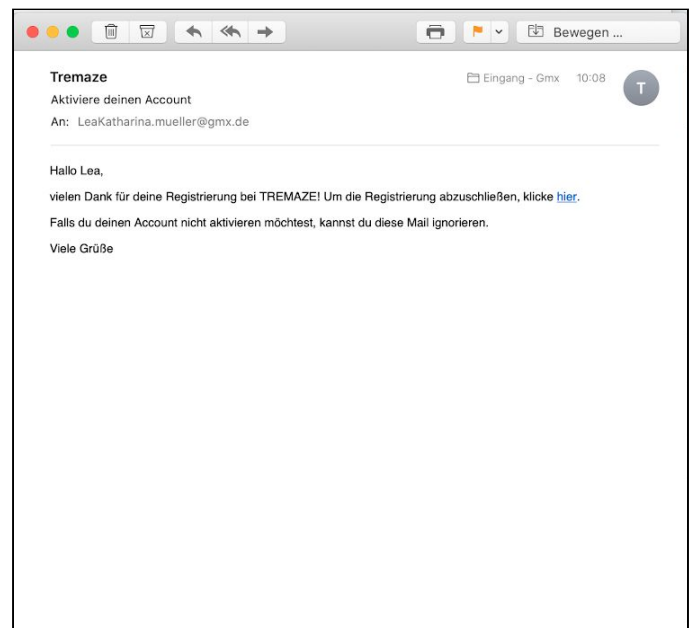 Bewegen ...
Tremaze
Eingang - Gmx 10:08
T
Aktiviere deinen Account
An: LeaKatharina.mueller@gmx.de
Hallo Lea,
vielen Dank für deine Registrierung bei TREMAZE! Um die Registrierung abzuschließen, klicke hier.
Falls du deinen Account nicht aktivieren möchtest, kannst du diese Mail ignorieren.
Viele Grüße